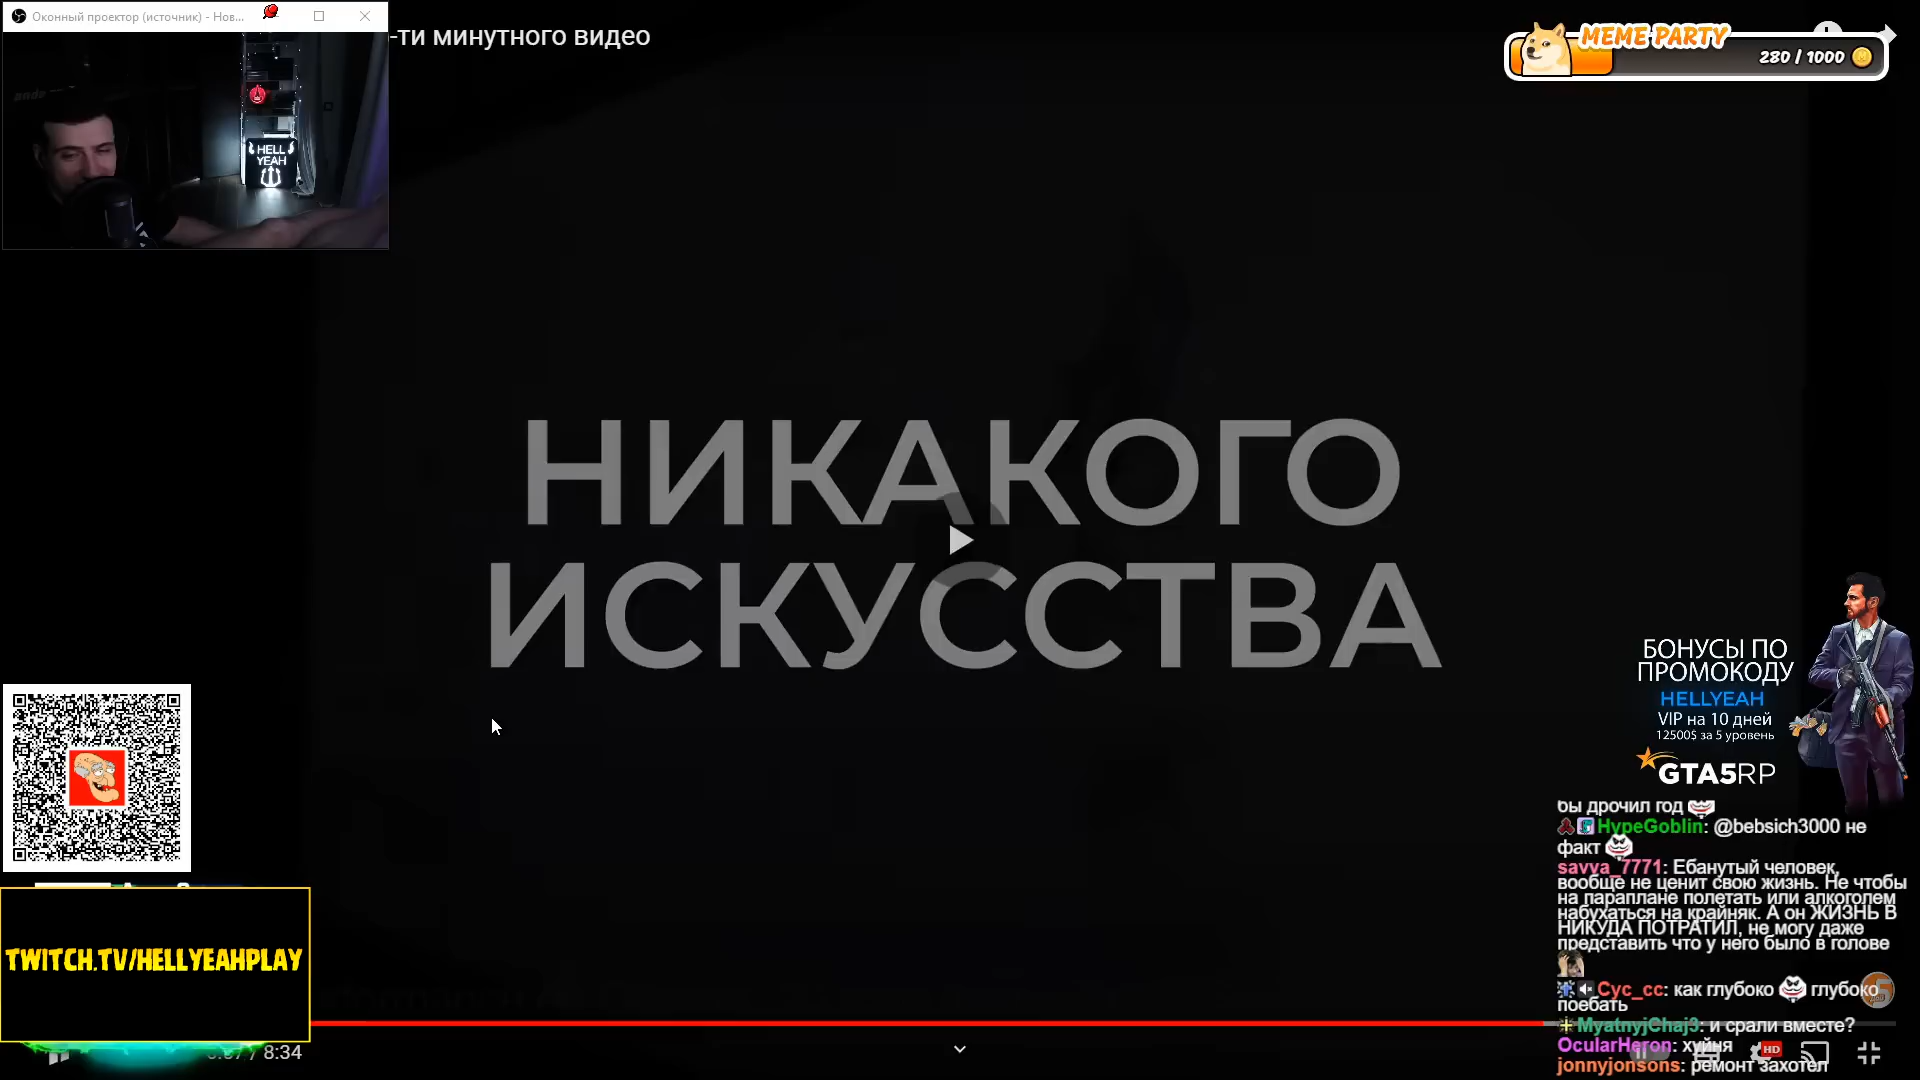 Оконный проектор (источник) - Нов...
-ти минутного видео
MEME PARTY
280 / 1000
HELL
YEAH
НИКАКОГО
ИСКУССТВА
БОНУСЫ ПО
ПРОМОКОДУ
HELLYEAH
VIP на 10 дней
12500$ за 5 уровень
GTA5RP
бы дрочил год
HypeGoblin: @bebsich3000 не
факт
savva_7771: Ебанутый человек,
вообще не ценит свою жизнь. Не чтобы
на параплане полетать или алкоголем
набухаться на крайняк. А он ЖИЗНЬ В
НИКУДА ПОТРАТИЛ, не могу даже
представить что у него было в голове
Cyc_cc: как глубоко глубоко
поебать
MyatnyjChaj3: и срали вместе?
OcularHeron: хуйня
jonnyjonsons: ремонт захотел
TWITCH.TV/HELLYEAHPLAY
/ 8:34
HD